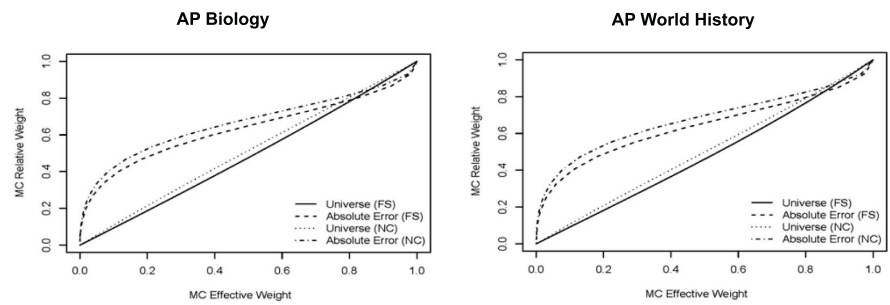 AP Biology
MC Relative Weight
1.0
0.8
0.6
0.4
0.2
0.0
Universe (FS)
Absolute Error (FS)
Universe (NC)
Absolute Error (NC)
0.0 0.2 0.4 0.6 0.8 1.0
MC Effective Weight
AP World History
MC Relative Weight
1.0
0.8
0.6
0.4
0.2
0.0
Universe (FS)
Absolute Error (FS)
Universe (NC)
Absolute Error (NC)
0.0 0.2 0.4 0.6 0.8 1.0
MC Effective Weight